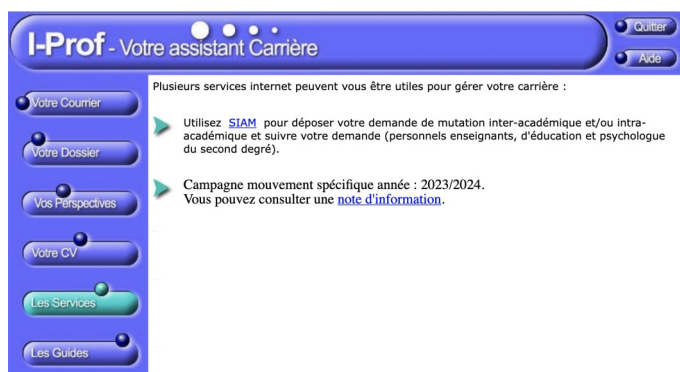 I-Prof - Votre assistant Carrière
Quitter
Aide
Votre Courrier
Votre Dossier
Vos Perspectives
Votre CV
Les Services
Les Guides
Plusieurs services internet peuvent vous être utiles pour gérer votre carrière :
Utilisez SIAM pour déposer votre demande de mutation inter-académique et/ou intra-
académique et suivre votre demande (personnels enseignants, d'éducation et psychologue
du second degré).
Campagne mouvement spécifique année : 2023/2024.
Vous pouvez consulter une note d'information.